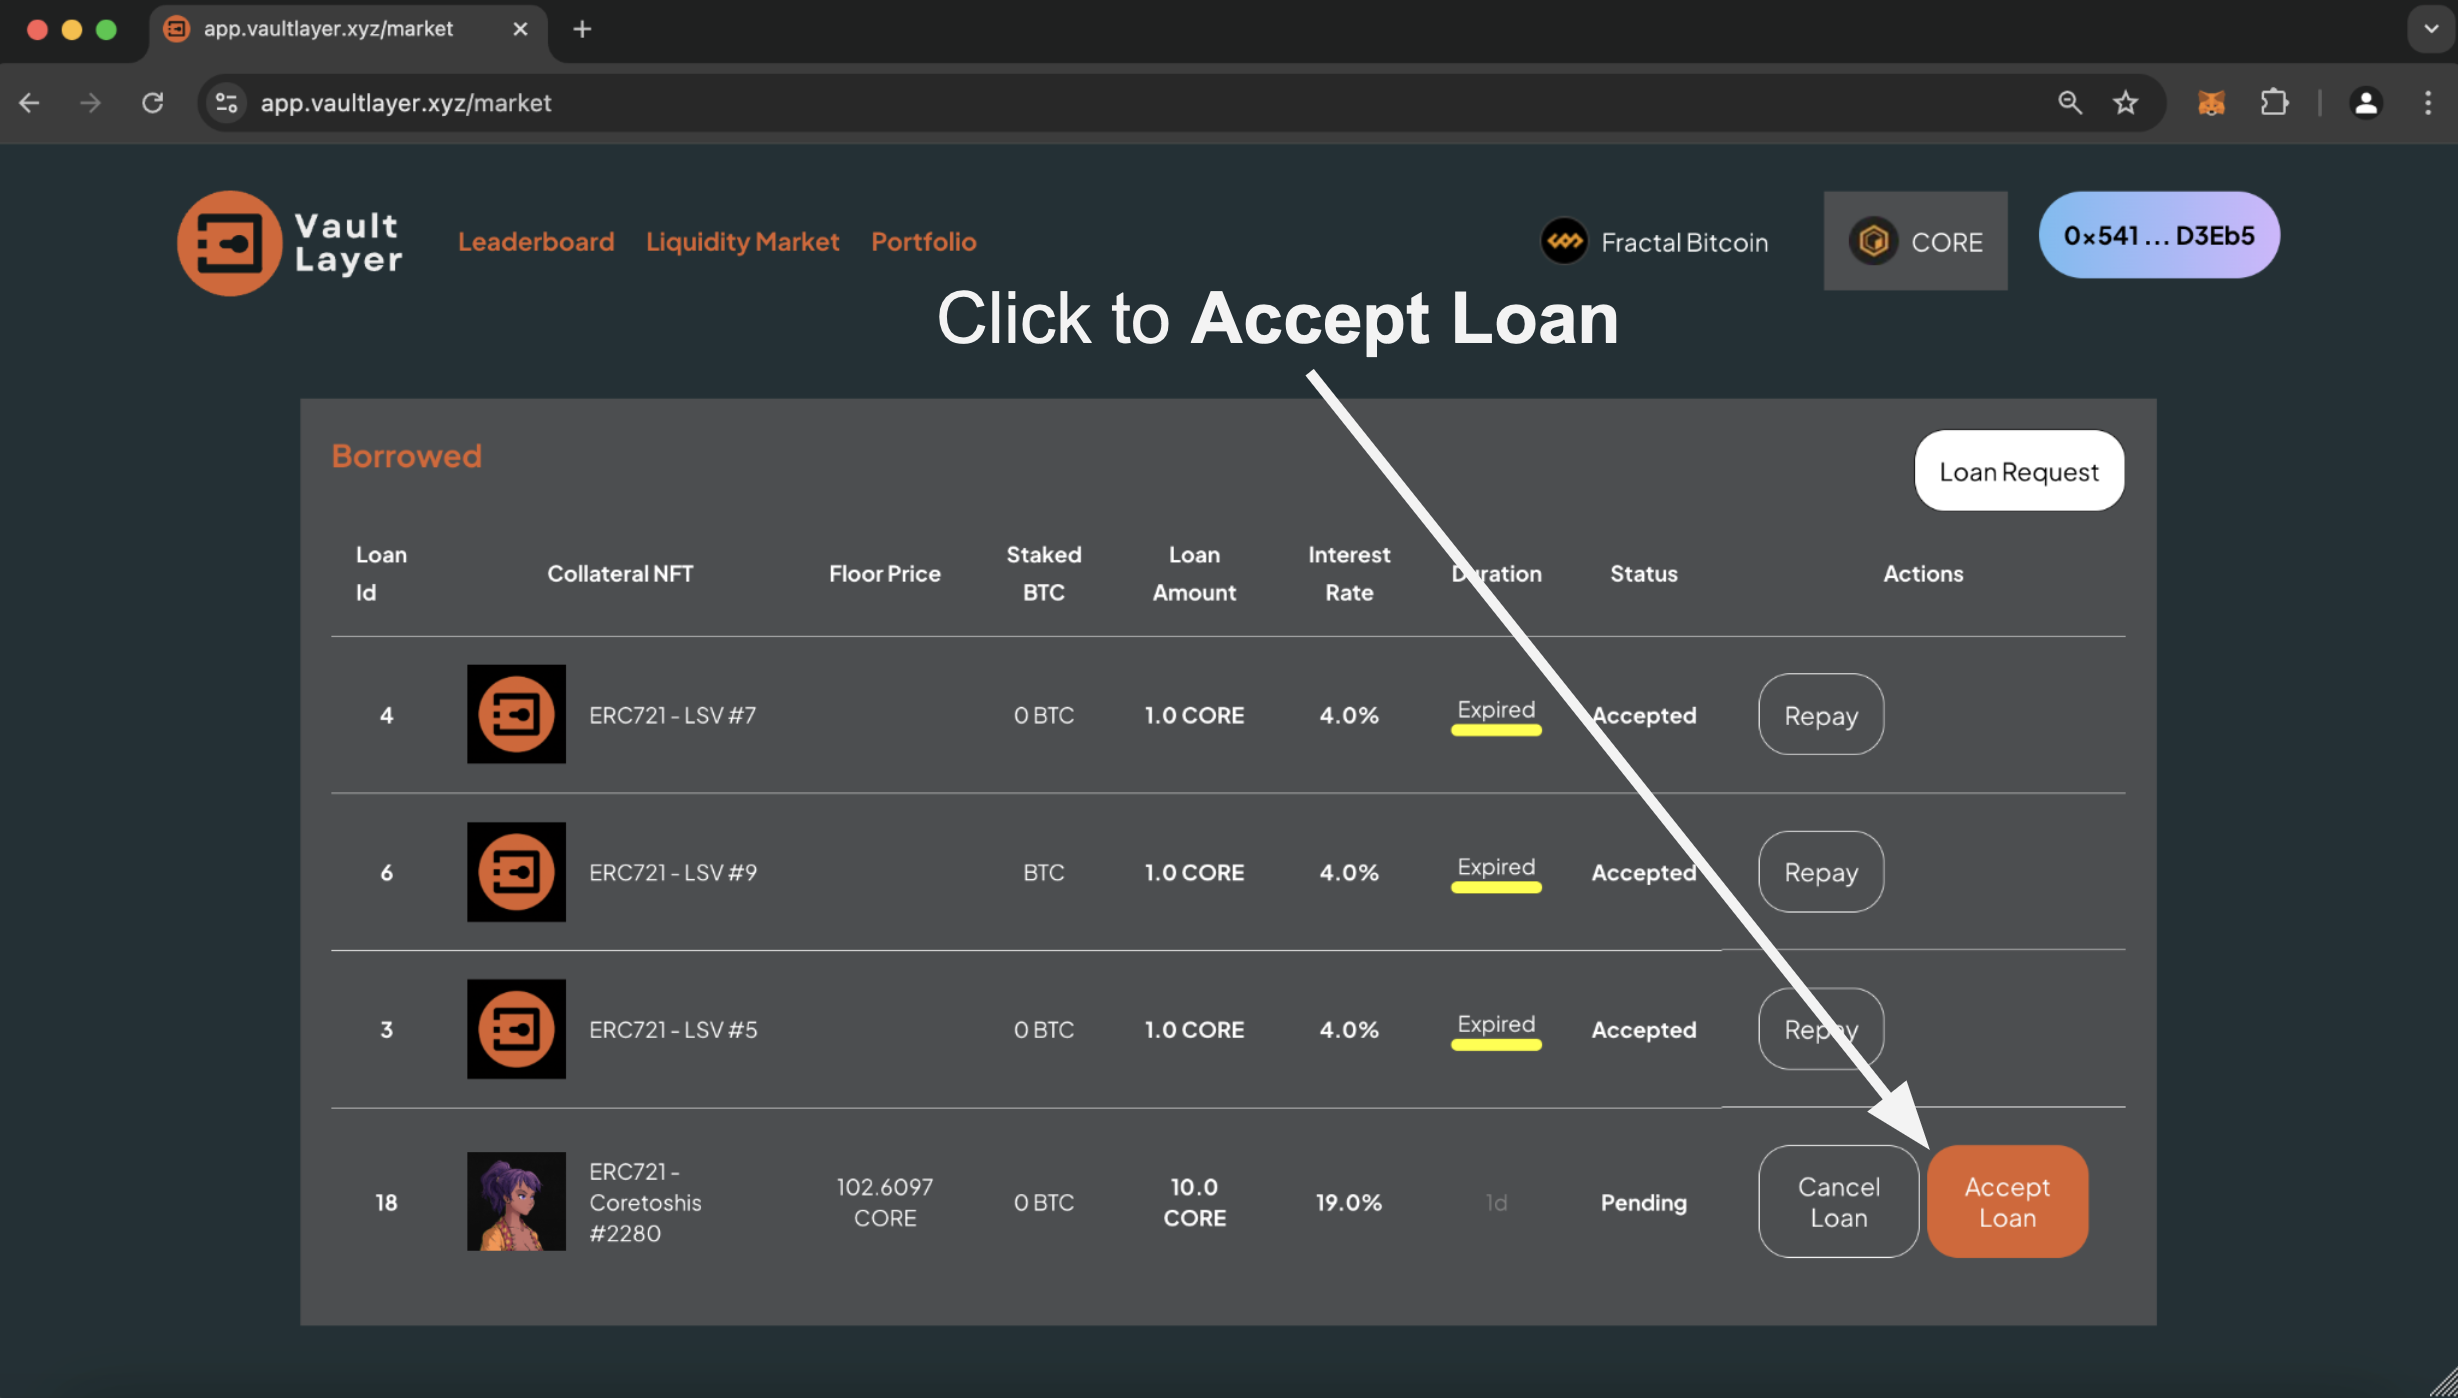 app.vaultlayer.xyz/market
app.vaultlayer.xyz/market
Vault
Layer
Leaderboard
Liquidity Market
Portfolio
Fractal Bitcoin
CORE
0x541 ... D3Eb5
Click to Accept Loan
Borrowed
Loan Request
Loan
Id
Collateral NFT
Floor Price
Staked
BTC
Loan
Amount
Interest
Rate
Duration
Status
Actions
4
ERC721 - LSV #7
0 BTC
1.0 CORE
4.0%
Expired
Accepted
Repay
6
ERC721 - LSV #9
BTC
1.0 CORE
4.0%
Expired
Accepted
Repay
3
ERC721 - LSV #5
0 BTC
1.0 CORE
4.0%
Expired
Accepted
Repay
18
ERC721 -
Coretoshis
#2280
102.6097
CORE
0 BTC
10.0
CORE
19.0%
1d
Pending
Cancel
Loan
Accept
Loan